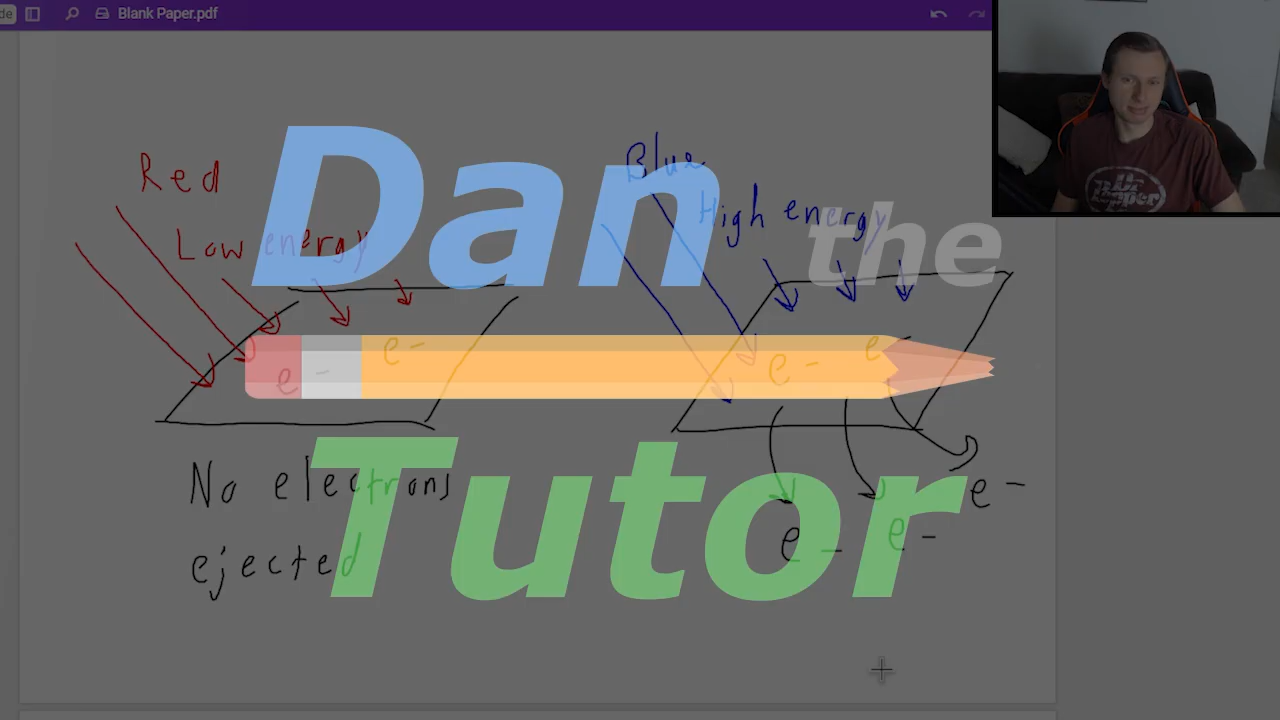 Blank Paper.pdf
Red
Low energy
Blue
High energy
Dan the
Tutor
e -
e -
e -
e
No electrons
ejected
e -
e -
e -